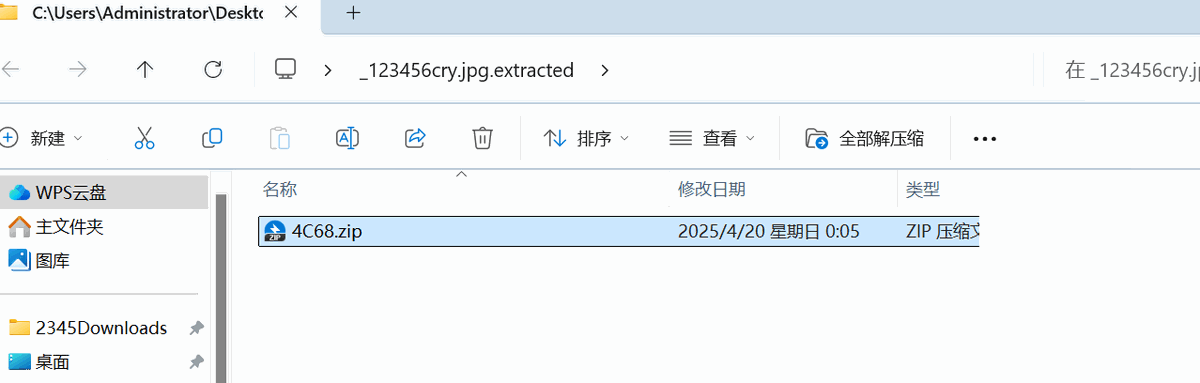 C:\Users\Administrator\Deskto
_123456cry.jpg.extracted
在 _123456cry.jp
新建
排序
查看
全部解压缩
WPS云盘
主文件夹
图库
2345Downloads
桌面
名称 修改日期 类型
4C68.zip 2025/4/20 星期日 0:05 ZIP 压缩文